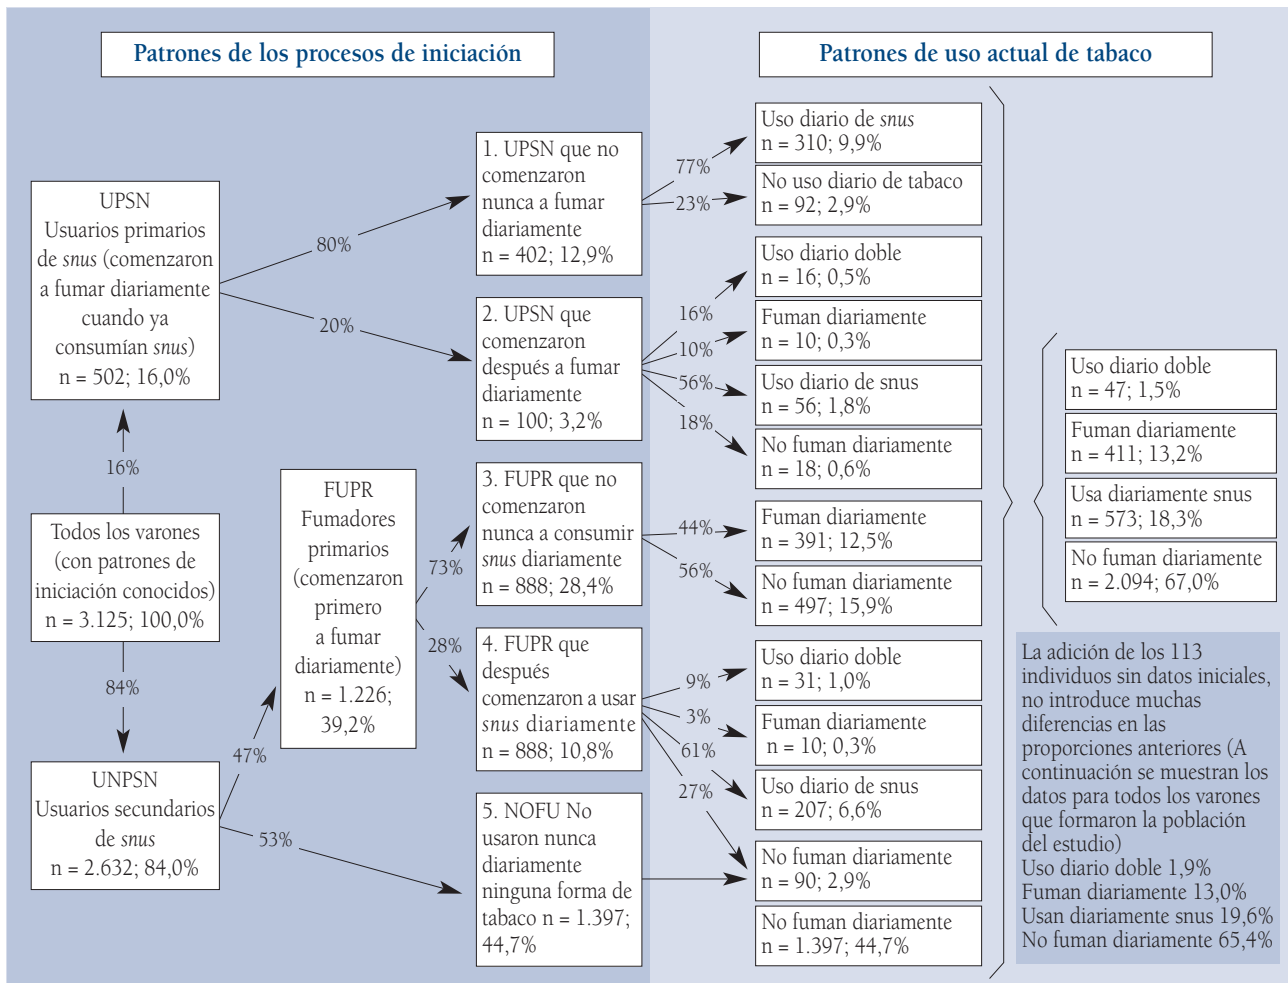 Patrones de los procesos de iniciación
Patrones de uso actual de tabaco
UPSN
Usuarios primarios
de snus (comenzaron
a fumar diariamente
cuando ya
consumían snus)
n = 502; 16,0%
16%
Todos los varones
(con patrones de
iniciación conocidos)
n = 3.125; 100,0%
84%
UNPSN
Usuarios secundarios
de snus
n = 2.632; 84,0%
80%
20%
47%
53%
FUPR
Fumadores
primarios
(comenzaron
primero
a fumar
diariamente)
n = 1.226;
39,2%
73%
28%
1. UPSN que no
comenzaron
nunca a fumar
diariamente
n = 402; 12,9%
2. UPSN que
comenzaron
después a fumar
diariamente
n = 100; 3,2%
3. FUPR que no
comenzaron
nunca a consumir
snus diariamente
n = 888; 28,4%
4. FUPR que
después
comenzaron a usar
snus diariamente
n = 888; 10,8%
5. NOFU No
usaron nunca
diariamente
ninguna forma de
tabaco n = 1.397;
44,7%
77%
23%
16%
10%
56%
18%
44%
56%
9%
3%
61%
27%
Uso diario de snus
n = 310; 9,9%
No uso diario de tabaco
n = 92; 2,9%
Uso diario doble
n = 16; 0,5%
Fuman diariamente
n = 10; 0,3%
Uso diario de snus
n = 56; 1,8%
No fuman diariamente
n = 18; 0,6%
Fuman diariamente
n = 391; 12,5%
No fuman diariamente
n = 497; 15,9%
Uso diario doble
n = 31; 1,0%
Fuman diariamente
n = 10; 0,3%
Uso diario de snus
n = 207; 6,6%
No fuman diariamente
n = 90; 2,9%
No fuman diariamente
n = 1.397; 44,7%
Uso diario doble
n = 47; 1,5%
Fuman diariamente
n = 411; 13,2%
Usa diariamente snus
n = 573; 18,3%
No fuman diariamente
n = 2.094; 67,0%
La adición de los 113
individuos sin datos iniciales,
no introduce muchas
diferencias en las
proporciones anteriores (A
continuación se muestran los
datos para todos los varones
que formaron la población
del estudio)
Uso diario doble 1,9%
Fuman diariamente 13,0%
Usan diariamente snus 19,6%
No fuman diariamente 65,4%